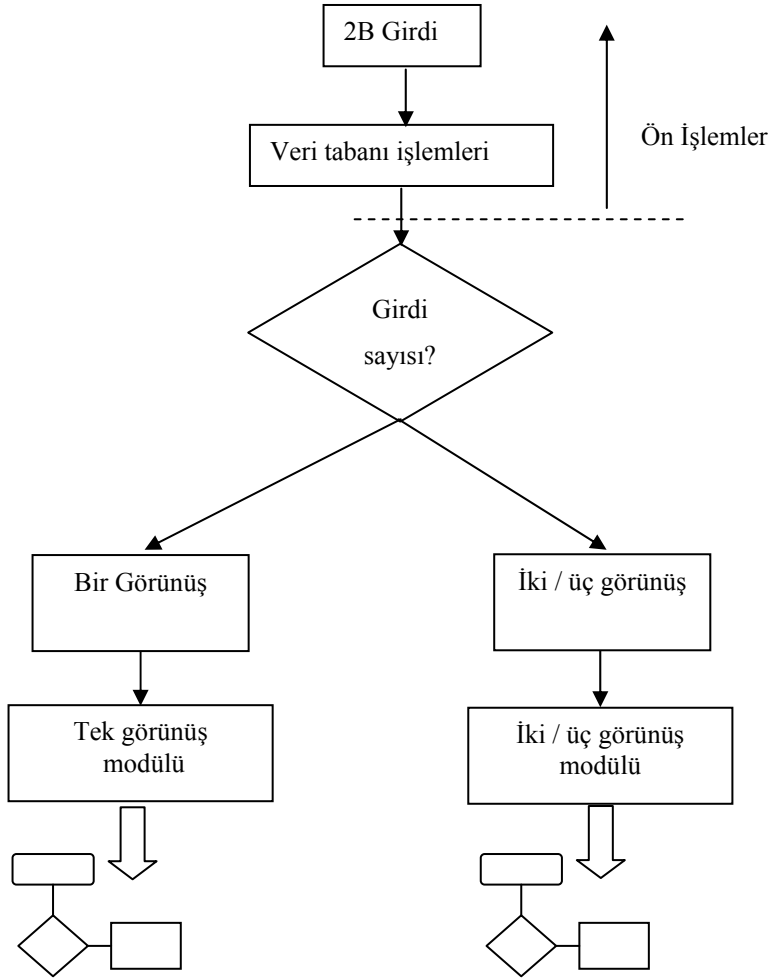 2B Girdi
Veri tabanı işlemleri
Ön İşlemler
Girdi
sayısı?
Bir Görünüş
İki / üç görünüş
Tek görünüş
modülü
İki / üç görünüş
modülü